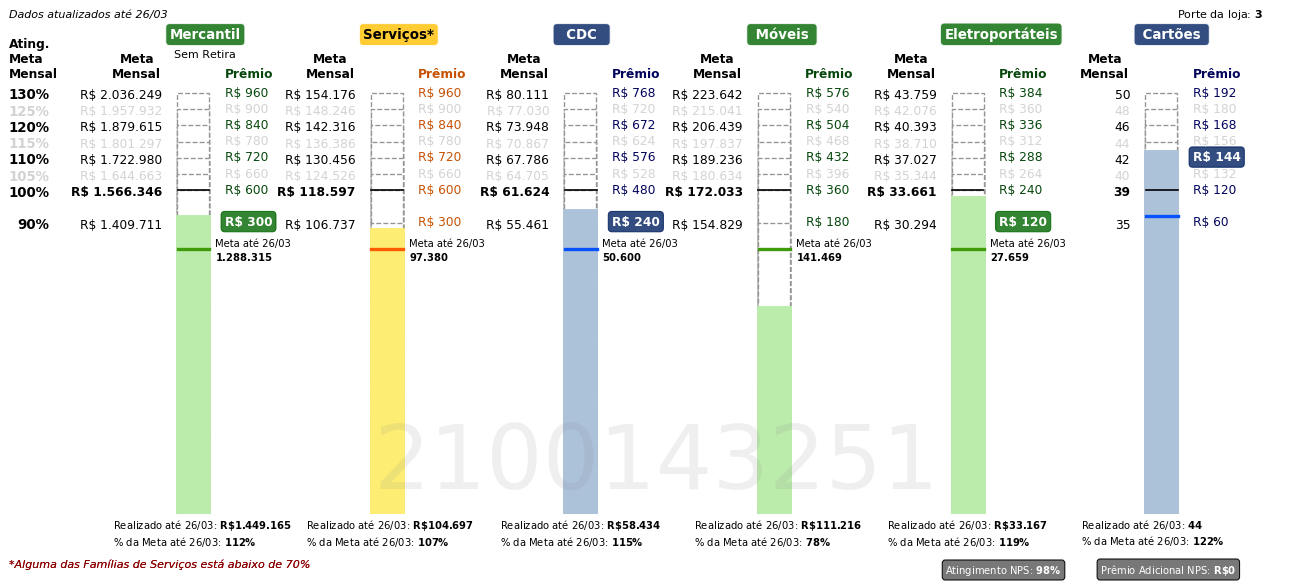 Dados atualizados até 26/03
Porte da loja: 3
Mercantil Serviços* CDC Móveis Eletroportáteis Cartões
Sem Retira
Ating. Meta Mensal
Meta Mensal Prêmio Meta Mensal Prêmio Meta Mensal Prêmio Meta Mensal Prêmio Meta Mensal Prêmio Meta Mensal Prêmio
130% R$ 2.036.249 R$ 960 R$ 154.176 R$ 960 R$ 80.111 R$ 768 R$ 223.642 R$ 576 R$ 43.759 R$ 384 50 R$ 192
125% R$ 1.957.932 R$ 900 R$ 148.246 R$ 900 R$ 77.030 R$ 720 R$ 215.041 R$ 540 R$ 42.076 R$ 360 48 R$ 180
120% R$ 1.879.615 R$ 840 R$ 142.316 R$ 840 R$ 73.948 R$ 672 R$ 206.439 R$ 504 R$ 40.393 R$ 336 46 R$ 168
115% R$ 1.801.297 R$ 780 R$ 136.386 R$ 780 R$ 70.867 R$ 624 R$ 197.837 R$ 468 R$ 38.710 R$ 312 44 R$ 156
110% R$ 1.722.980 R$ 720 R$ 130.456 R$ 720 R$ 67.786 R$ 576 R$ 189.236 R$ 432 R$ 37.027 R$ 288 42 R$ 144
105% R$ 1.644.663 R$ 660 R$ 124.526 R$ 660 R$ 64.705 R$ 528 R$ 180.634 R$ 396 R$ 35.344 R$ 264 40 R$ 132
100% R$ 1.566.346 R$ 600 R$ 118.597 R$ 600 R$ 61.624 R$ 480 R$ 172.033 R$ 360 R$ 33.661 R$ 240 39 R$ 120
90% R$ 1.409.711 R$ 300 R$ 106.737 R$ 300 R$ 55.461 R$ 240 R$ 154.829 R$ 180 R$ 30.294 R$ 120 35 R$ 60
Meta até 26/03 Meta até 26/03 Meta até 26/03 Meta até 26/03 Meta até 26/03
1.288.315 97.380 50.600 141.469 27.659
2100143251
Realizado até 26/03: R$1.449.165 Realizado até 26/03: R$104.697 Realizado até 26/03: R$58.434 Realizado até 26/03: R$111.216 Realizado até 26/03: R$33.167 Realizado até 26/03: 44
% da Meta até 26/03: 112% % da Meta até 26/03: 107% % da Meta até 26/03: 115% % da Meta até 26/03: 78% % da Meta até 26/03: 119% % da Meta até 26/03: 122%
*Alguma das Famílias de Serviços está abaixo de 70%
Atingimento NPS: 98% Prêmio Adicional NPS: R$0